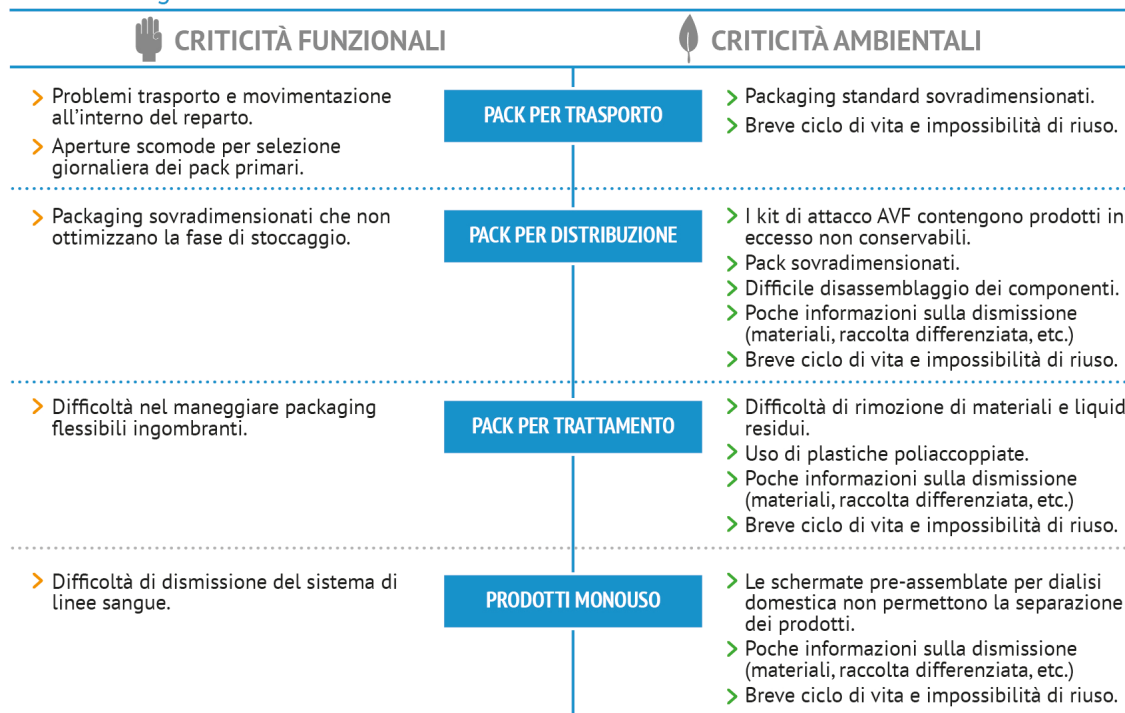 CRITICITÀ FUNZIONALI
CRITICITÀ AMBIENTALI
Problemi trasporto e movimentazione
all'interno del reparto.
Aperture scomode per selezione
giornaliera dei pack primari.
PACK PER TRASPORTO
Packaging standard sovradimensionati.
Breve ciclo di vita e impossibilità di riuso.
Packaging sovradimensionati che non
ottimizzano la fase di stoccaggio.
PACK PER DISTRIBUZIONE
I kit di attacco AVF contengono prodotti in
eccesso non conservabili.
Pack sovradimensionati.
Difficile disassemblaggio dei componenti.
Poche informazioni sulla dismissione
(materiali, raccolta differenziata, etc.)
Breve ciclo di vita e impossibilità di riuso.
Difficoltà nel maneggiare packaging
flessibili ingombranti.
PACK PER TRATTAMENTO
Difficoltà di rimozione di materiali e liquid
residui.
Uso di plastiche poliaccoppiate.
Poche informazioni sulla dismissione
(materiali, raccolta differenziata, etc.)
Breve ciclo di vita e impossibilità di riuso.
Difficoltà di dismissione del sistema di
linee sangue.
PRODOTTI MONOUSO
Le schermate pre-assemblate per dialisi
domestica non permettono la separazione
dei prodotti.
Poche informazioni sulla dismissione
(materiali, raccolta differenziata, etc.)
Breve ciclo di vita e impossibilità di riuso.